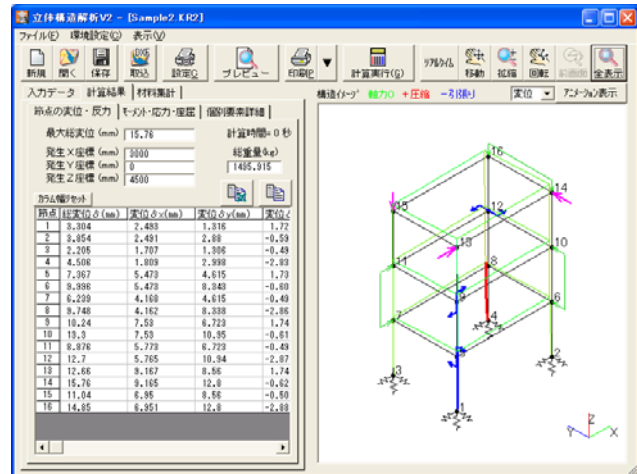 立体構造解析V2 - [Sample2.KR2]
ファイル(F) 環境設定(C) 表示(V)
新規 開く 保存 取込 設定Q プレビュー 印刷P 計算実行(G) リアルタイム 移動 拡縮 回転 前画面 全表示
入力データ 計算結果 材料集計
節点の変位・反力 モーメント・応力・座屈 個別要素詳細
最大総変位 (mm) 15.76 計算時間= 0 秒
発生X座標 (mm) 3000 総重量(kg)
発生Y座標 (mm) 0 1495.915
発生Z座標 (mm) 4500
カラム幅リセット
節点 総変位δ(mm) 変位δx(mm) 変位δy(mm) 変位δ
1 3.304 2.493 1.316 1.72
2 3.854 2.491 2.88 -0.59
3 2.205 1.707 1.306 -0.49
4 4.506 1.809 2.998 -2.83
5 7.367 5.473 4.615 1.73
6 9.996 5.473 8.343 -0.60
7 6.239 4.168 4.615 -0.49
8 9.748 4.162 8.338 -2.86
9 10.24 7.53 6.723 1.74
10 13.3 7.53 10.95 -0.61
11 8.876 5.773 6.723 -0.49
12 12.7 5.765 10.94 -2.87
13 12.66 9.167 8.56 1.74
14 15.76 9.165 12.8 -0.62
15 11.04 6.95 8.56 -0.50
16 14.85 6.951 12.8 -2.88
構造イメージ 軸力0 +圧縮 -引張り 変位 アニメーション表示
16
14
15
12
13
10
11
8
9
6
7
4
5
2
3
1
Z
Y
X